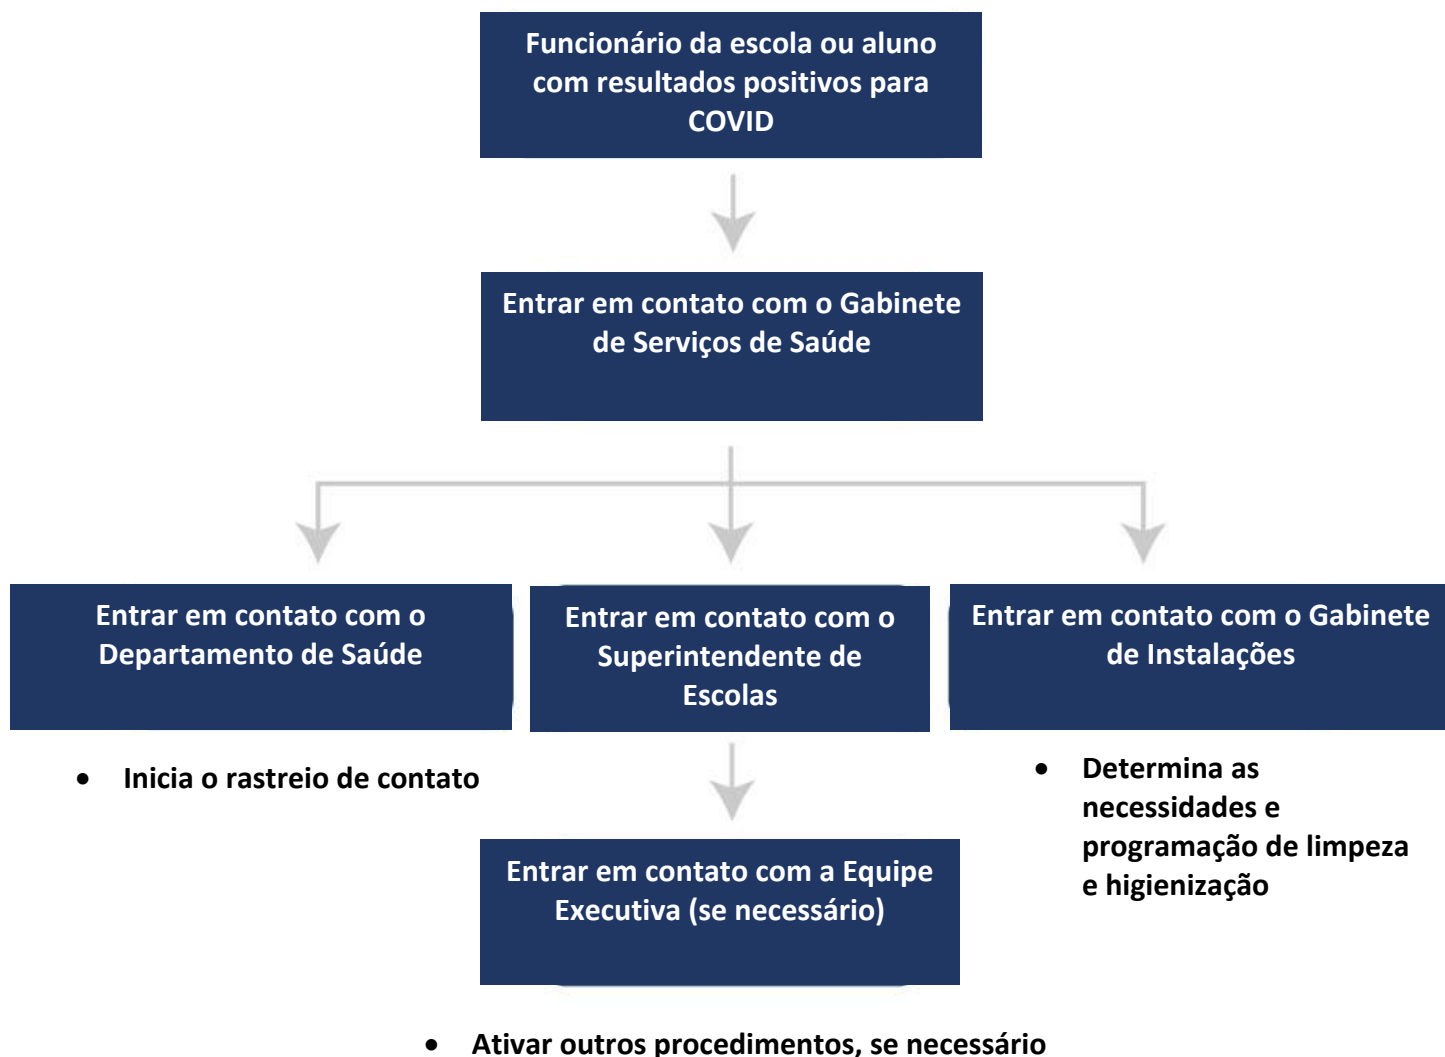 Funcionário da escola ou aluno
com resultados positivos para
COVID
Entrar em contato com o Gabinete
de Serviços de Saúde
Entrar em contato com o
Departamento de Saúde
Entrar em contato com o
Superintendente de
Escolas
Entrar em contato com o Gabinete
de Instalações
• Inicia o rastreio de contato
• Determina as
necessidades e
programação de limpeza
e higienização
Entrar em contato com a Equipe
Executiva (se necessário)
• Ativar outros procedimentos, se necessário